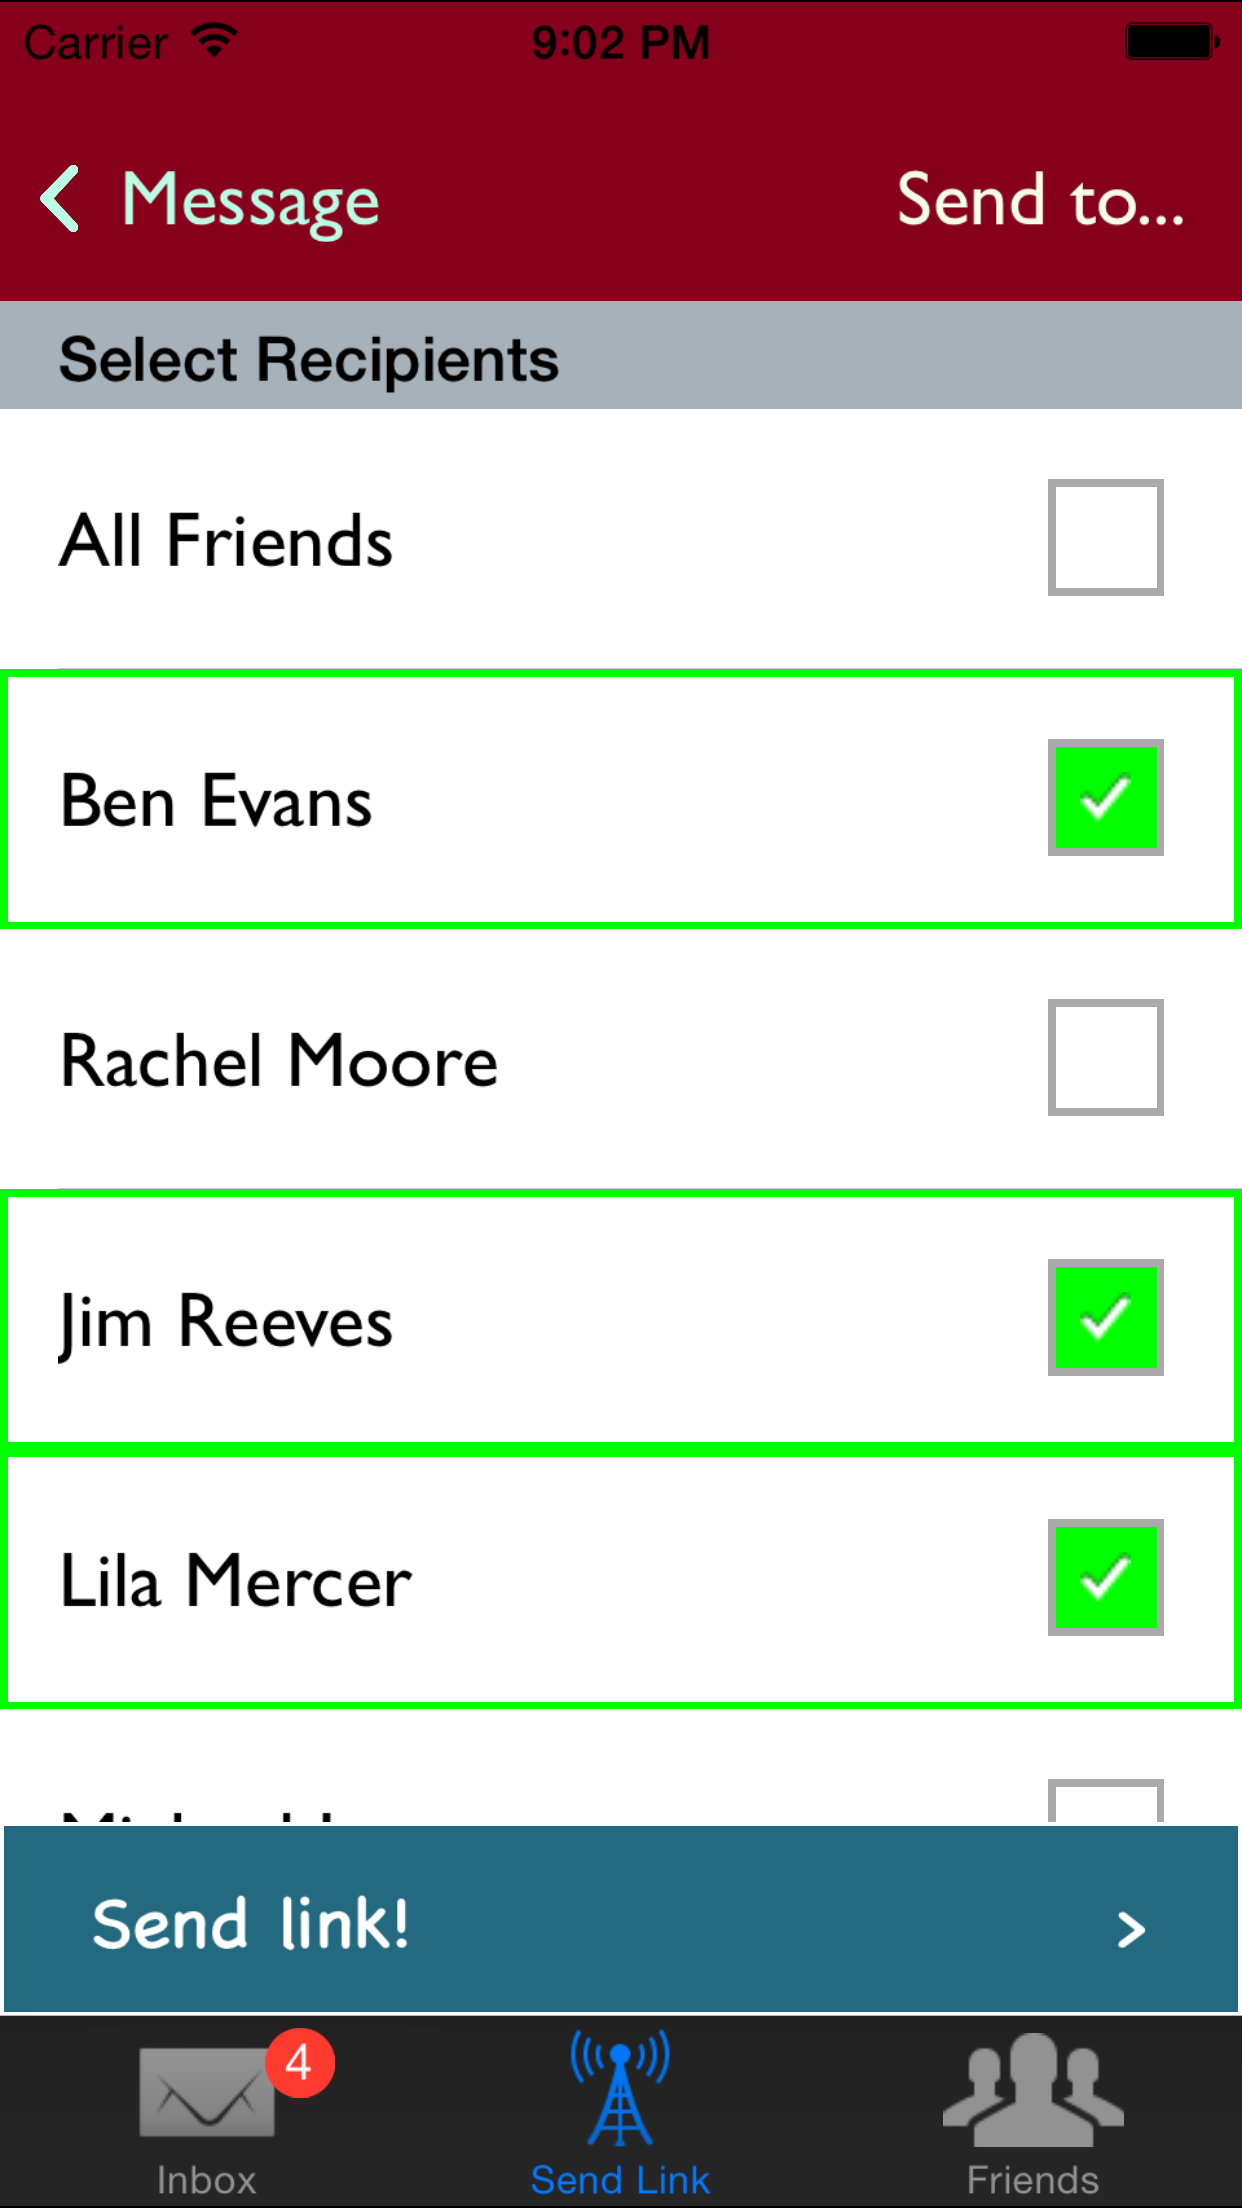 Carrier 9:02 PM
Message Send to...
Select Recipients
All Friends
Ben Evans
Rachel Moore
Jim Reeves
Lila Mercer
Send link! >
4
Inbox Send Link Friends